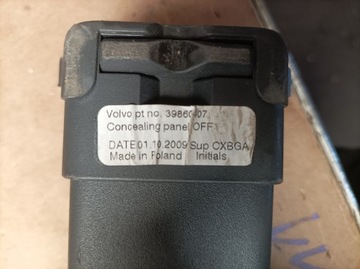 Volvo pt no.
Concealing panel OFF
DATE 01.10.2009 Sup CXBGA
Made in Poland Initials